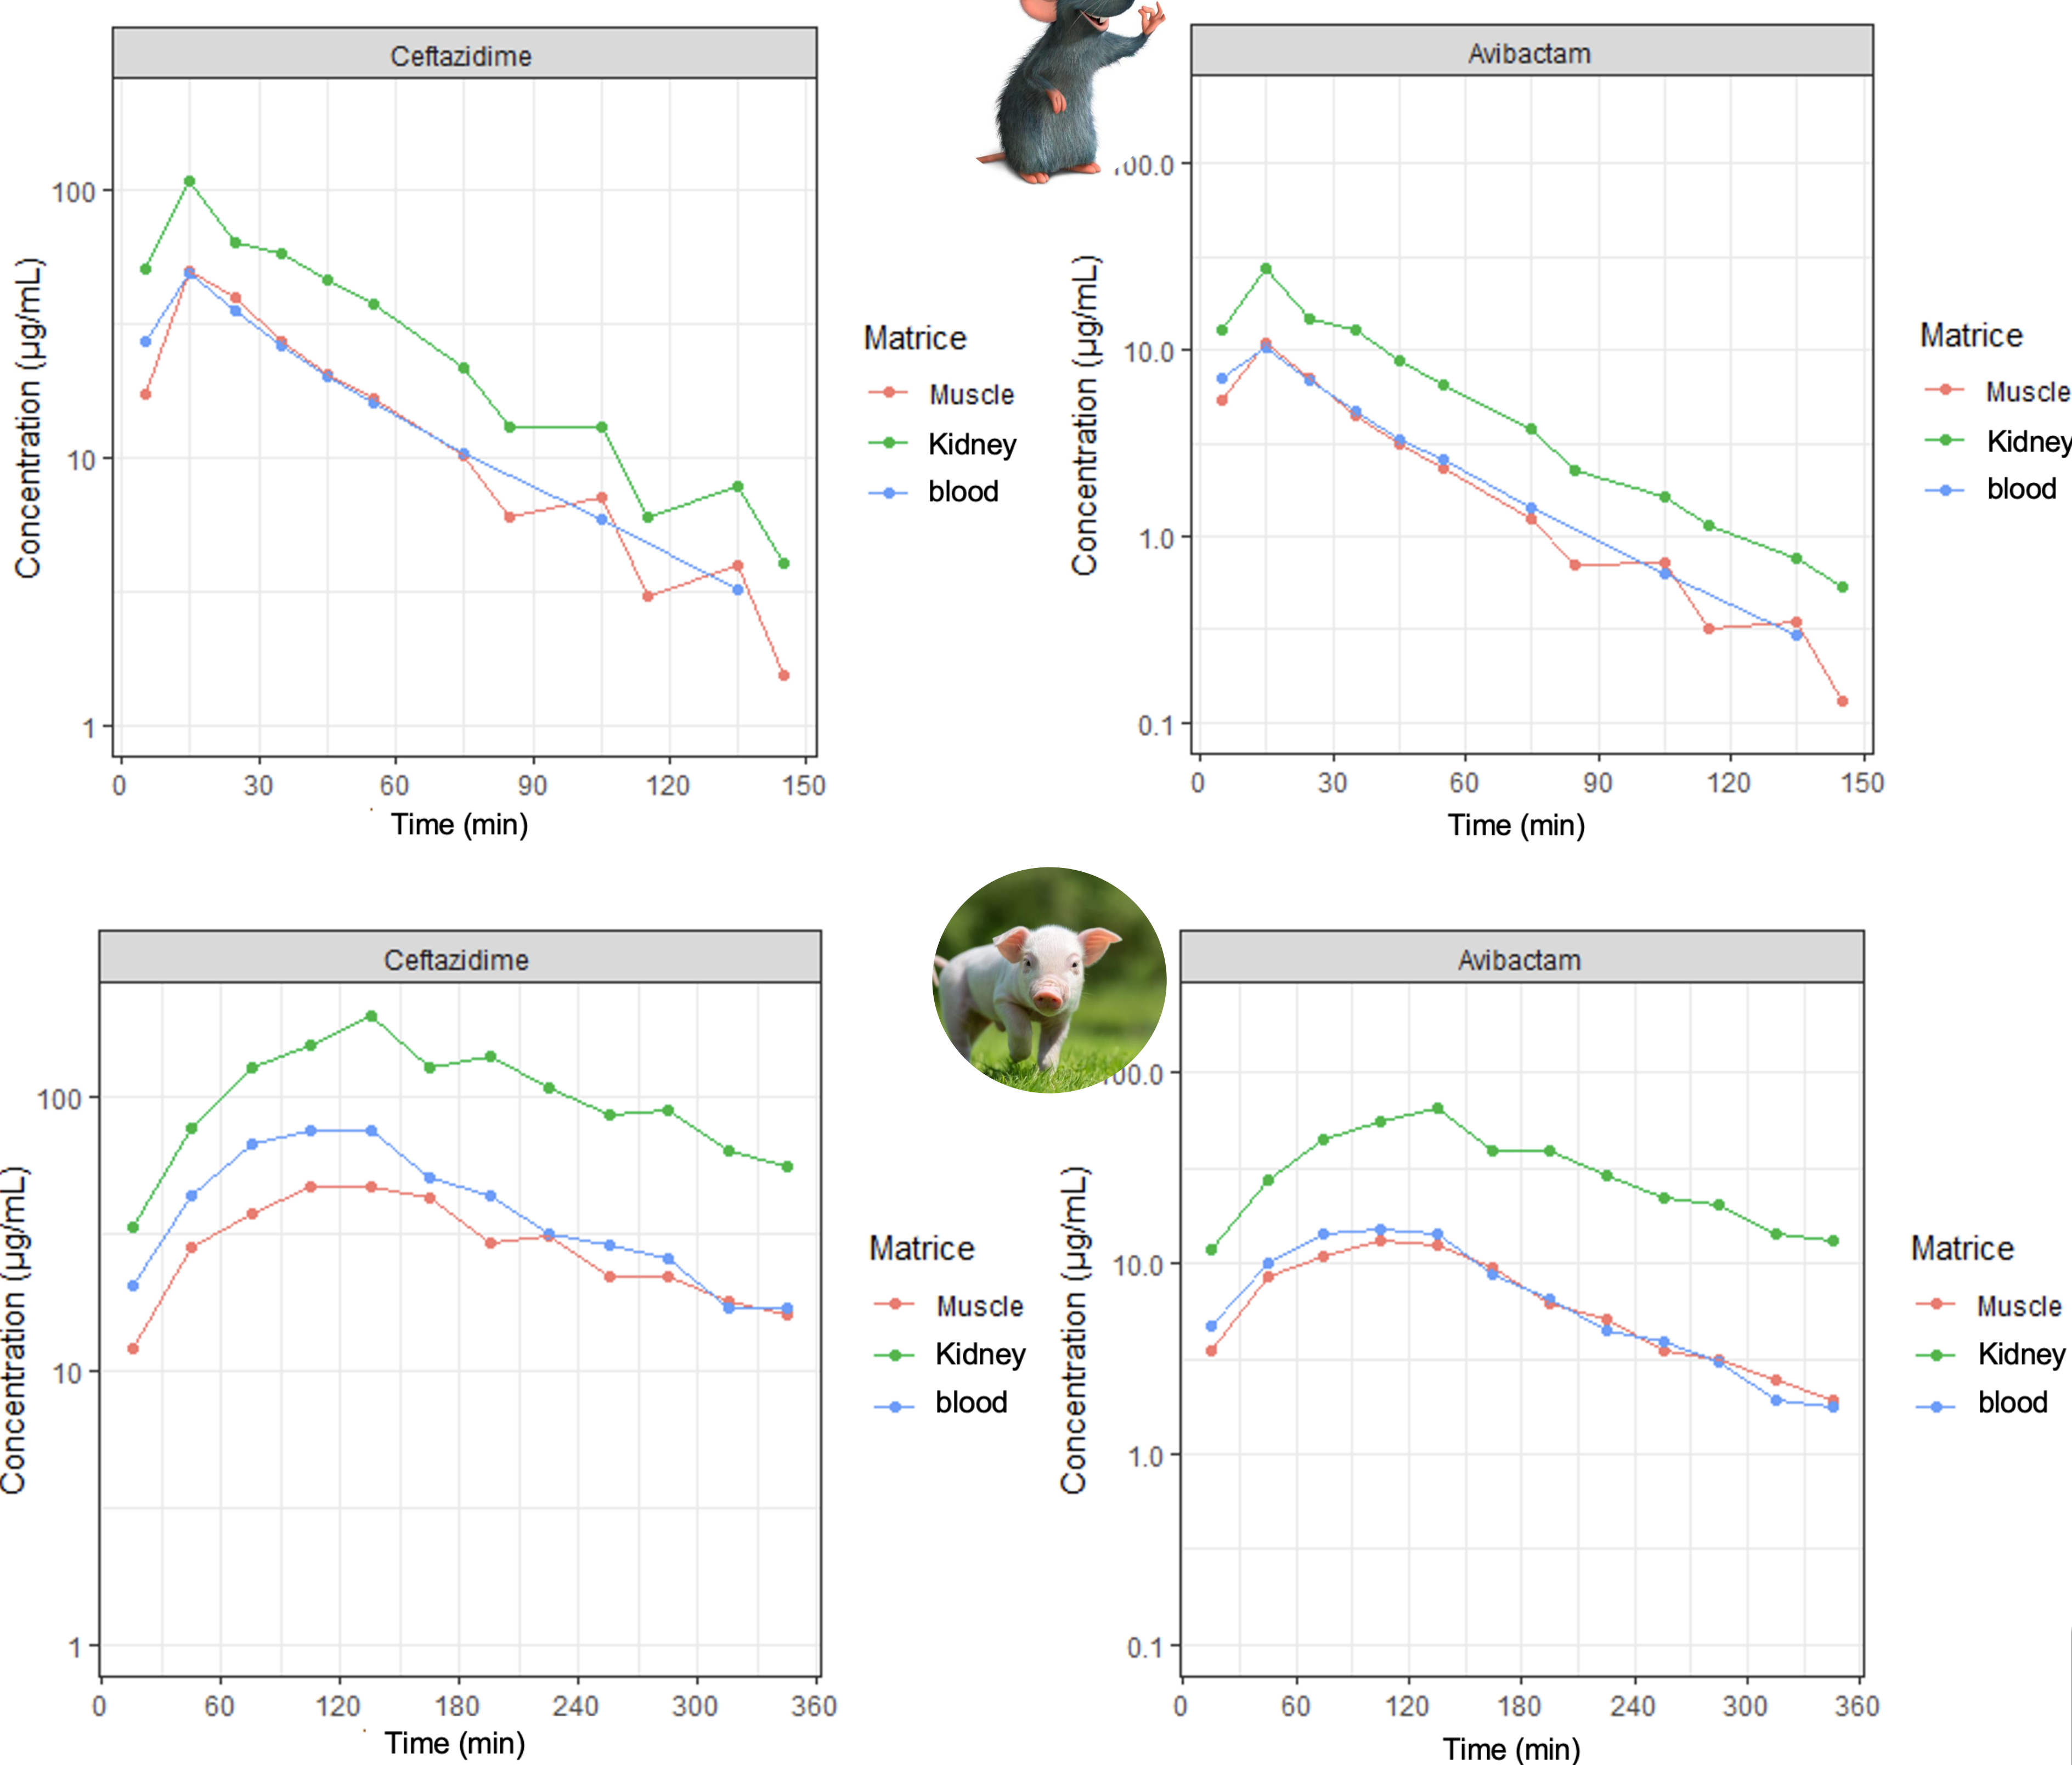 Ceftazidime
100
10
1
0 30 60 90 120 150
Time (min)
Concentration (µg/mL)
Matrice
Muscle
Kidney
blood
Avibactam
00.0
10.0
1.0
0.1
0 30 60 90 120 150
Time (min)
Concentration (µg/mL)
Matrice
Muscle
Kidney
blood
Ceftazidime
100
10
1
0 60 120 180 240 300 360
Time (min)
Concentration (µg/mL)
Matrice
Muscle
Kidney
blood
Avibactam
00.0
10.0
1.0
0.1
0 60 120 180 240 300 360
Time (min)
Concentration (µg/mL)
Matrice
Muscle
Kidney
blood